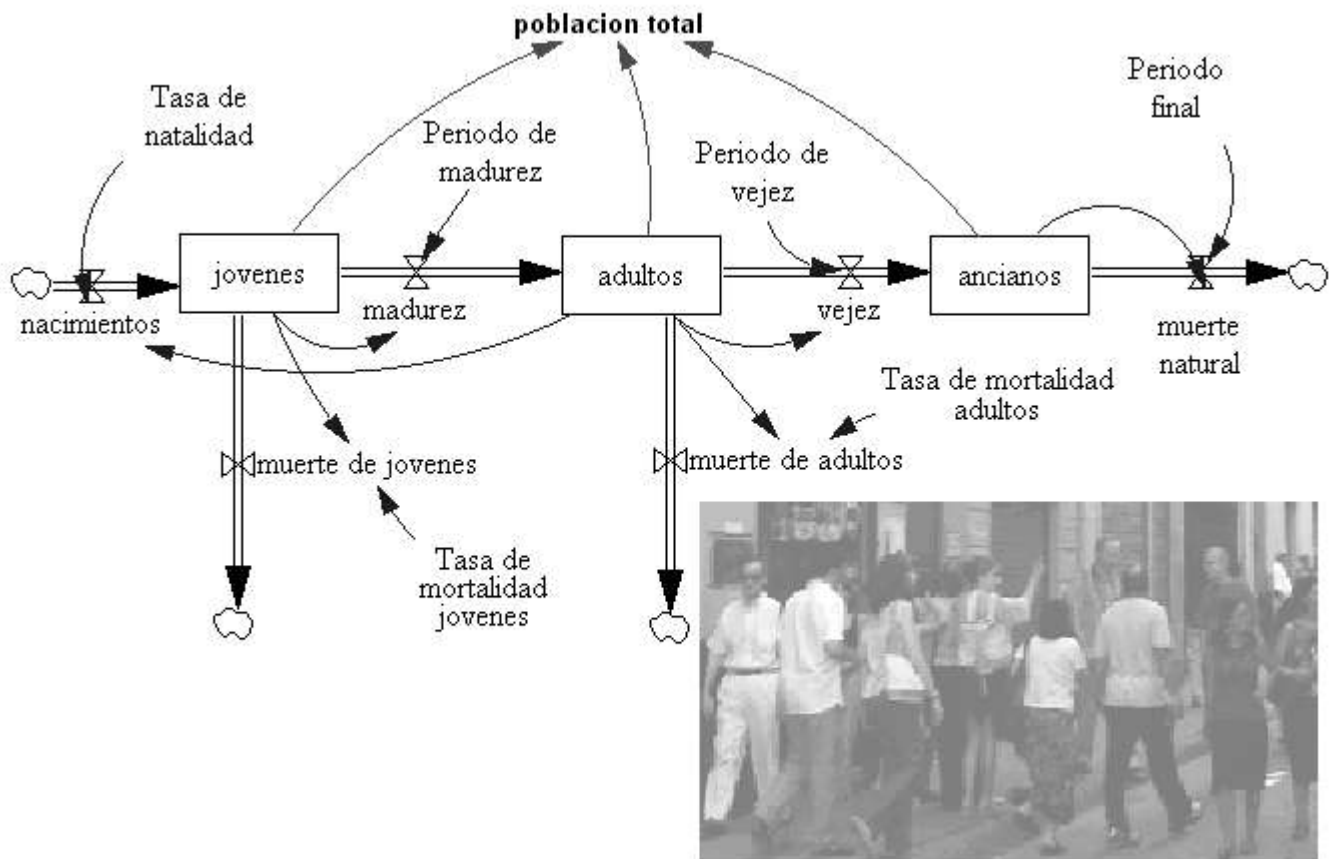 poblacion total
Tasa de
natalidad
Periodo de
madurez
Periodo de
vejez
Periodo
final
jovenes
adultos
ancianos
nacimientos
madurez
vejez
muerte
natural
Tasa de mortalidad
adultos
muerte de jovenes
muerte de adultos
Tasa de
mortalidad
jovenes